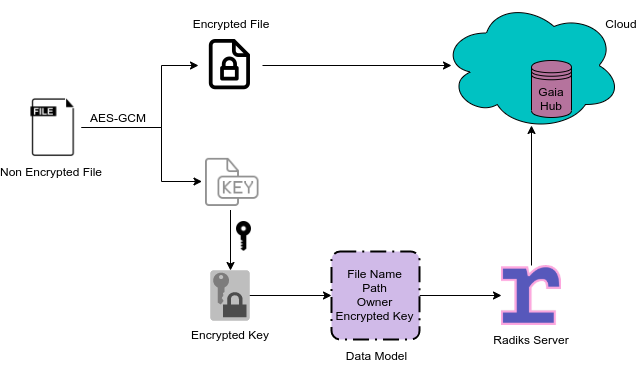 Encrypted File
Cloud
Gaia
Hub
FILE
AES-GCM
Non Encrypted File
KEY
File Name
Path
Owner
Encrypted Key
r
Encrypted Key
Data Model
Radiks Server